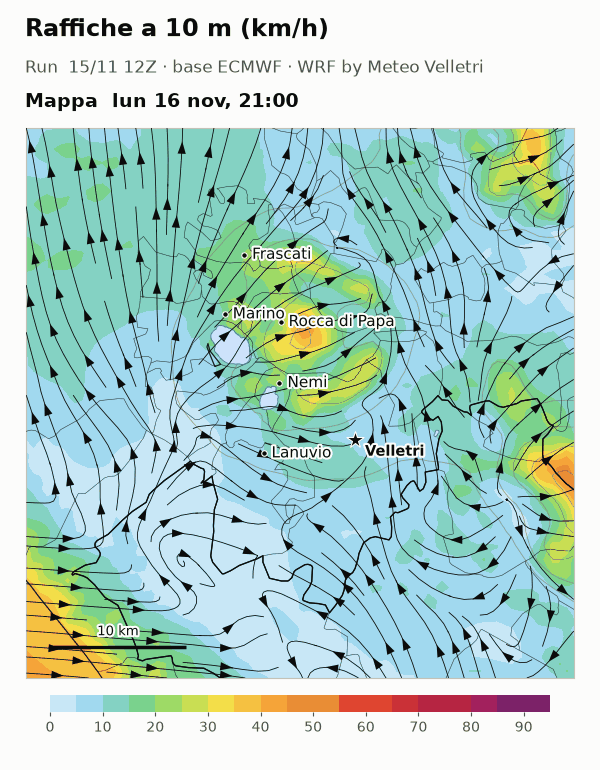 Raffiche a 10 m (km/h)
Run  15/11 12Z · base ECMWF · WRF by Meteo Velletri
Mappa  lun 16 nov, 21:00
Frascati
Marino
Rocca di Papa
Nemi
Velletri
Lanuvio
10 km
0 10 20 30 40 50 60 70 80 90